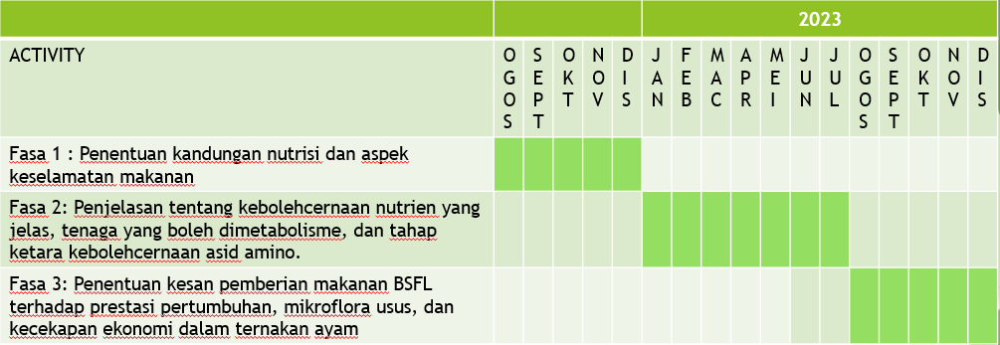 2023
ACTIVITY
OGOS SEPT OKT NOV DIS JAN FEB MAC APR MEI JUN JUL OGOS SEPT OKT NOV DIS
Fasa 1 : Penentuan kandungan nutrisi dan aspek
keselamatan makanan
Fasa 2: Penjelasan tentang kebolehcernaan nutrien yang
jelas, tenaga yang boleh dimetabolisme, dan tahap
ketara kebolehcernaan asid amino.
Fasa 3: Penentuan kesan pemberian makanan BSFL
terhadap prestasi pertumbuhan, mikroflora usus, dan
kecekapan ekonomi dalam ternakan ayam